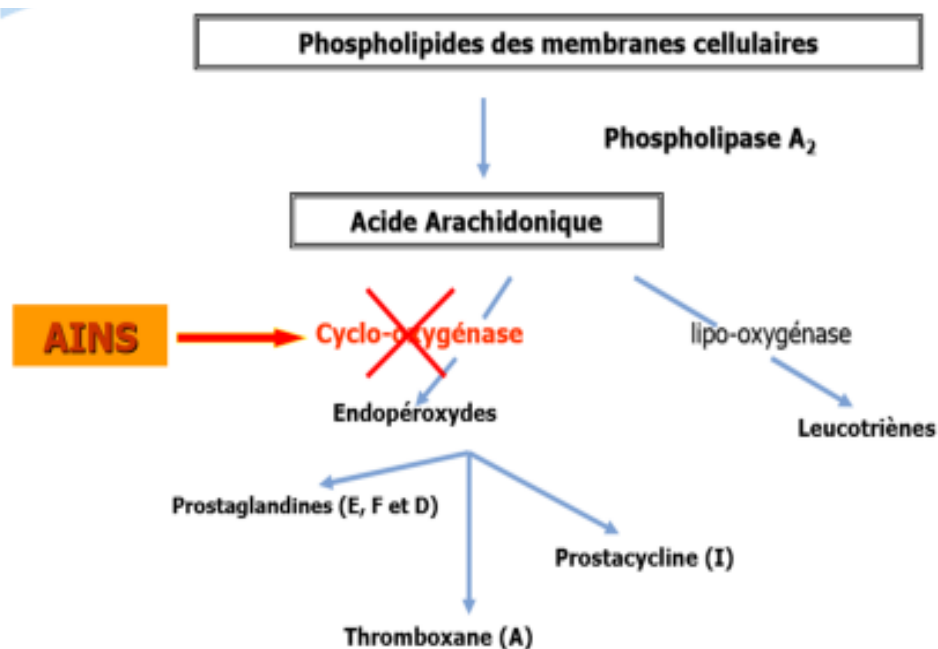 Phospholipides des membranes cellulaires
Phospholipase A₂
Acide Arachidonique
AINS
Cyclo-oxygénase
lipo-oxygénase
Endopéroxydes
Leucotriènes
Prostaglandines (E, F et D)
Prostacycline (I)
Thromboxane (A)